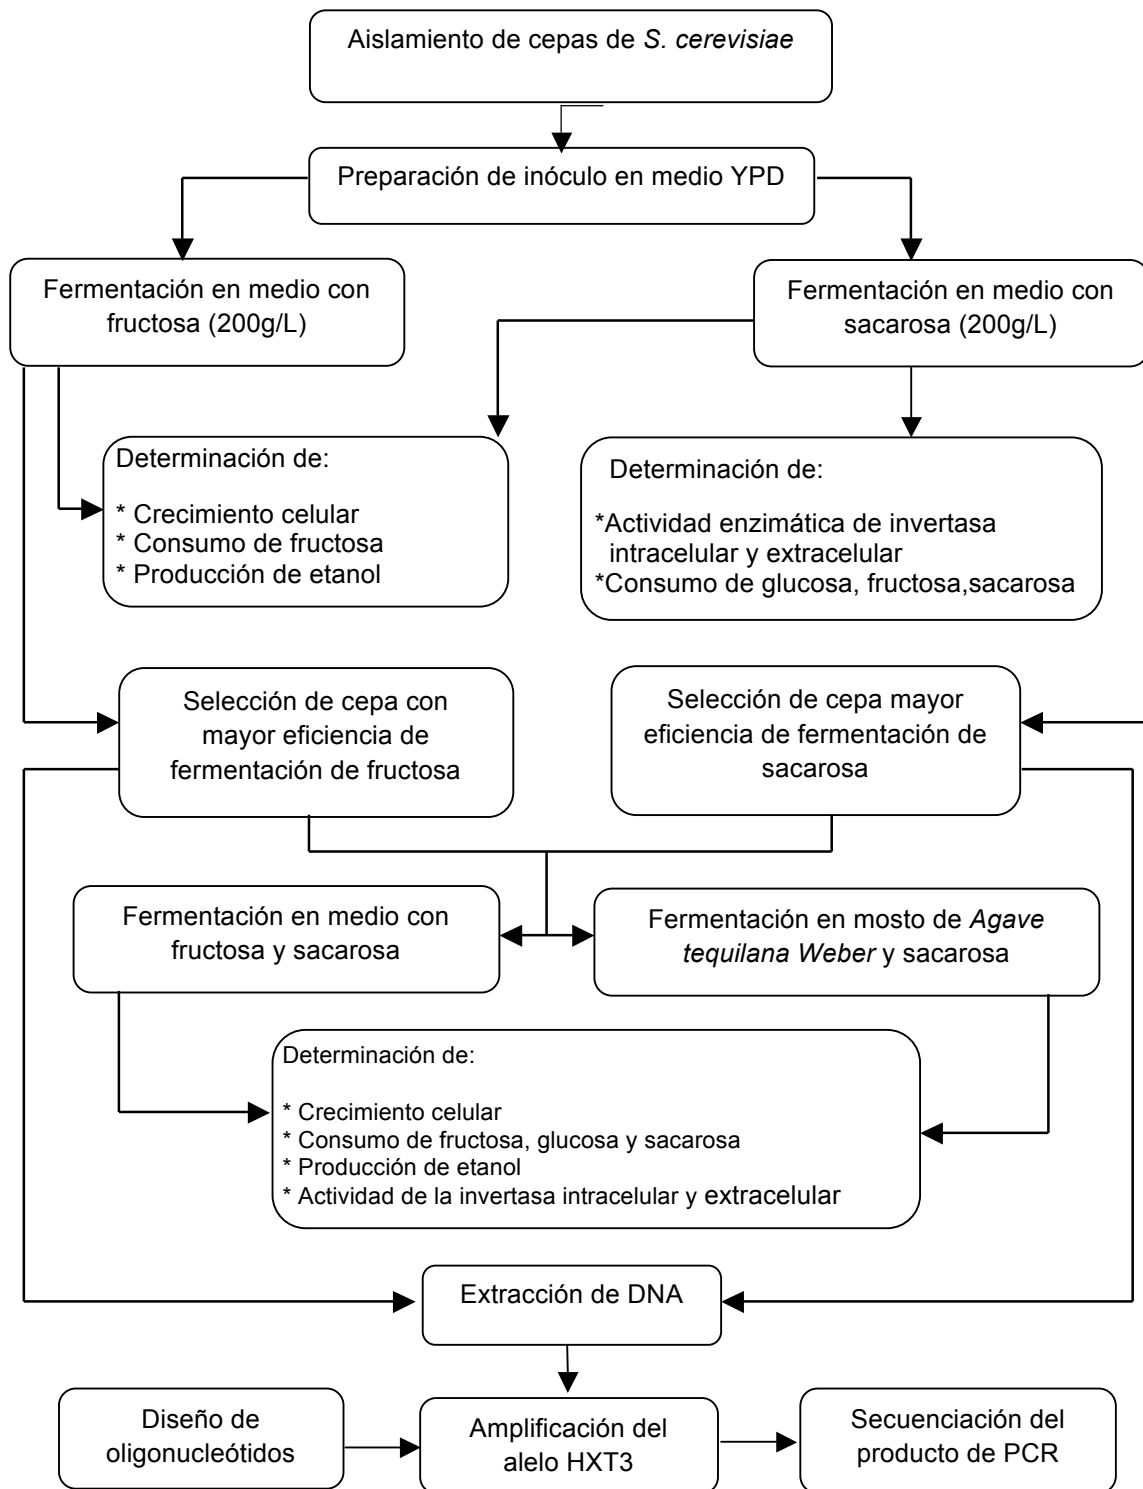 Aislamiento de cepas de S. cerevisiae
Preparación de inóculo en medio YPD
Fermentación en medio con
fructosa (200g/L)
Fermentación en medio con
sacarosa (200g/L)
Determinación de:
* Crecimiento celular
* Consumo de fructosa
* Producción de etanol
Determinación de:
*Actividad enzimática de invertasa
intracelular y extracelular
*Consumo de glucosa, fructosa,sacarosa
Selección de cepa con
mayor eficiencia de
fermentación de fructosa
Selección de cepa mayor
eficiencia de fermentación de
sacarosa
Fermentación en medio con
fructosa y sacarosa
Fermentación en mosto de Agave
tequilana Weber y sacarosa
Determinación de:
* Crecimiento celular
* Consumo de fructosa, glucosa y sacarosa
* Producción de etanol
* Actividad de la invertasa intracelular y extracelular
Extracción de DNA
Diseño de
oligonucleótidos
Amplificación del
alelo HXT3
Secuenciación del
producto de PCR